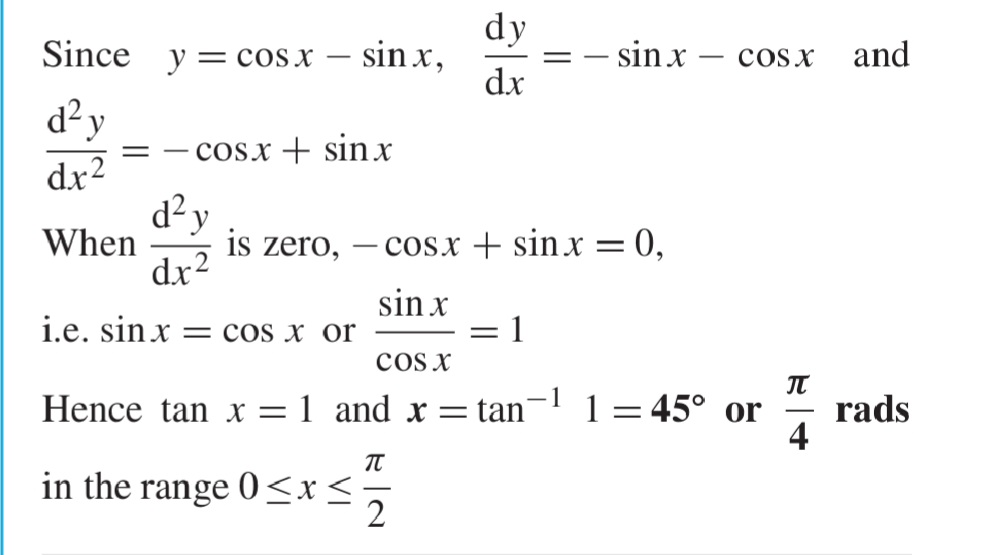 Since y = cos x − sin x, dy/dx = − sin x − cos x and
d²y/dx² = − cos x + sin x
When d²y/dx² is zero, − cos x + sin x = 0,
i.e. sin x = cos x or sin x/cos x = 1
Hence tan x = 1 and x = tan⁻¹ 1 = 45° or π/4 rads
in the range 0 ≤ x ≤ π/2